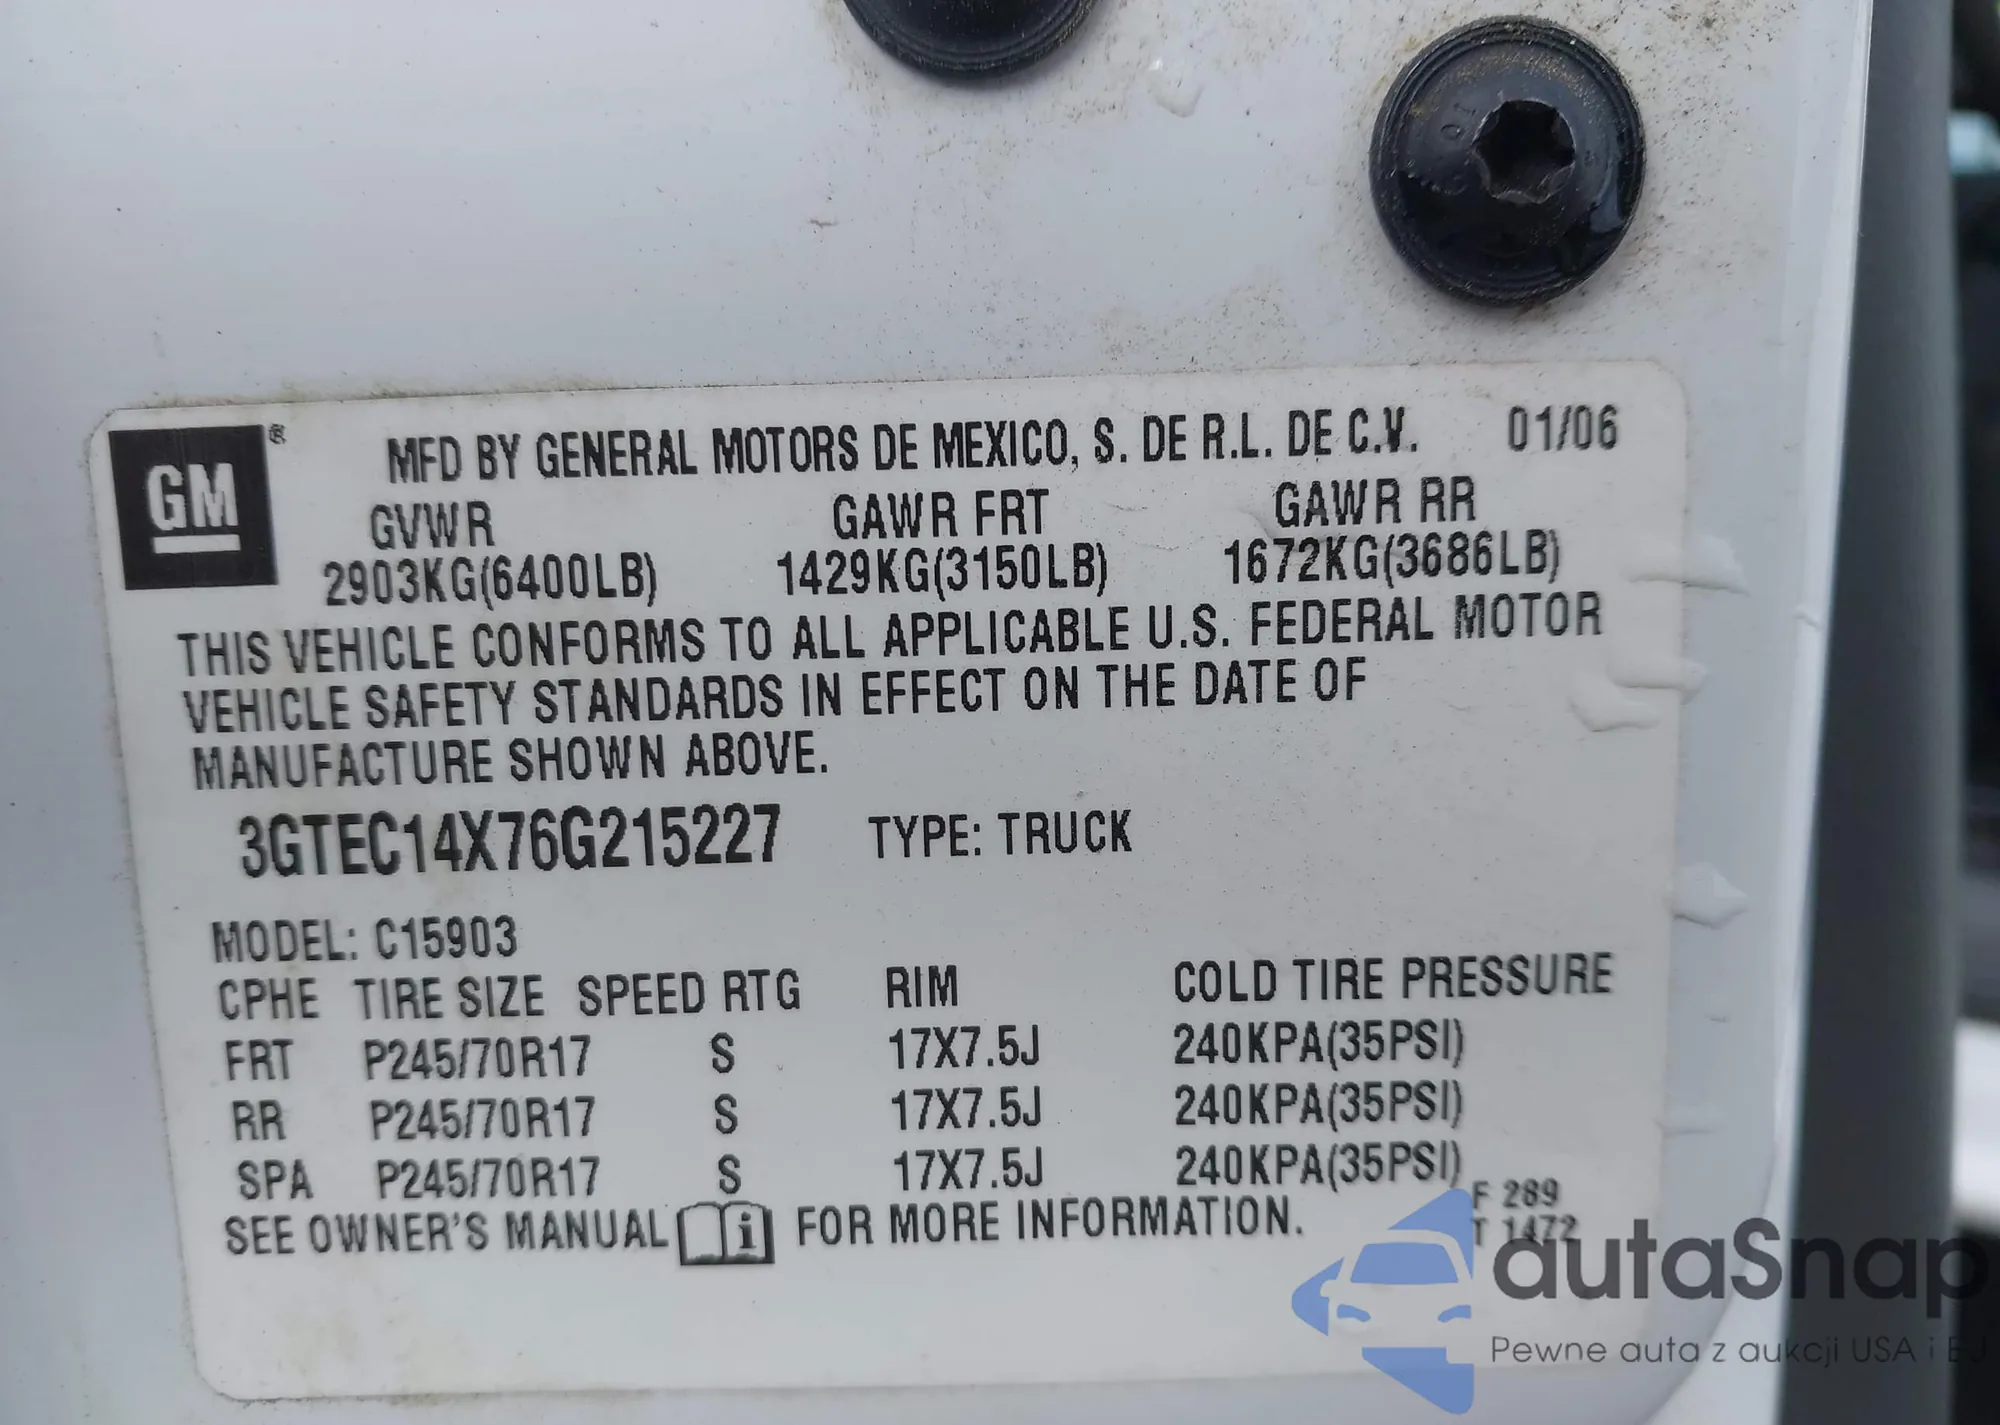 GM ® MFD BY GENERAL MOTORS DE MEXICO, S. DE R.L. DE C.V. 01/06
GVWR GAWR FRT GAWR RR
2903KG(6400LB) 1429KG(3150LB) 1672KG(3686LB)
THIS VEHICLE CONFORMS TO ALL APPLICABLE U.S. FEDERAL MOTOR
VEHICLE SAFETY STANDARDS IN EFFECT ON THE DATE OF
MANUFACTURE SHOWN ABOVE.
3GTEC14X76G215227 TYPE: TRUCK
MODEL: C15903
CPHE TIRE SIZE SPEED RTG RIM COLD TIRE PRESSURE
FRT P245/70R17 S 17X7.5J 240KPA(35PSI)
RR P245/70R17 S 17X7.5J 240KPA(35PSI)
SPA P245/70R17 S 17X7.5J 240KPA(35PSI)
F 289
T 1472
SEE OWNER'S MANUAL i FOR MORE INFORMATION.
autaSnap
Pewne auta z aukcji USA i EU